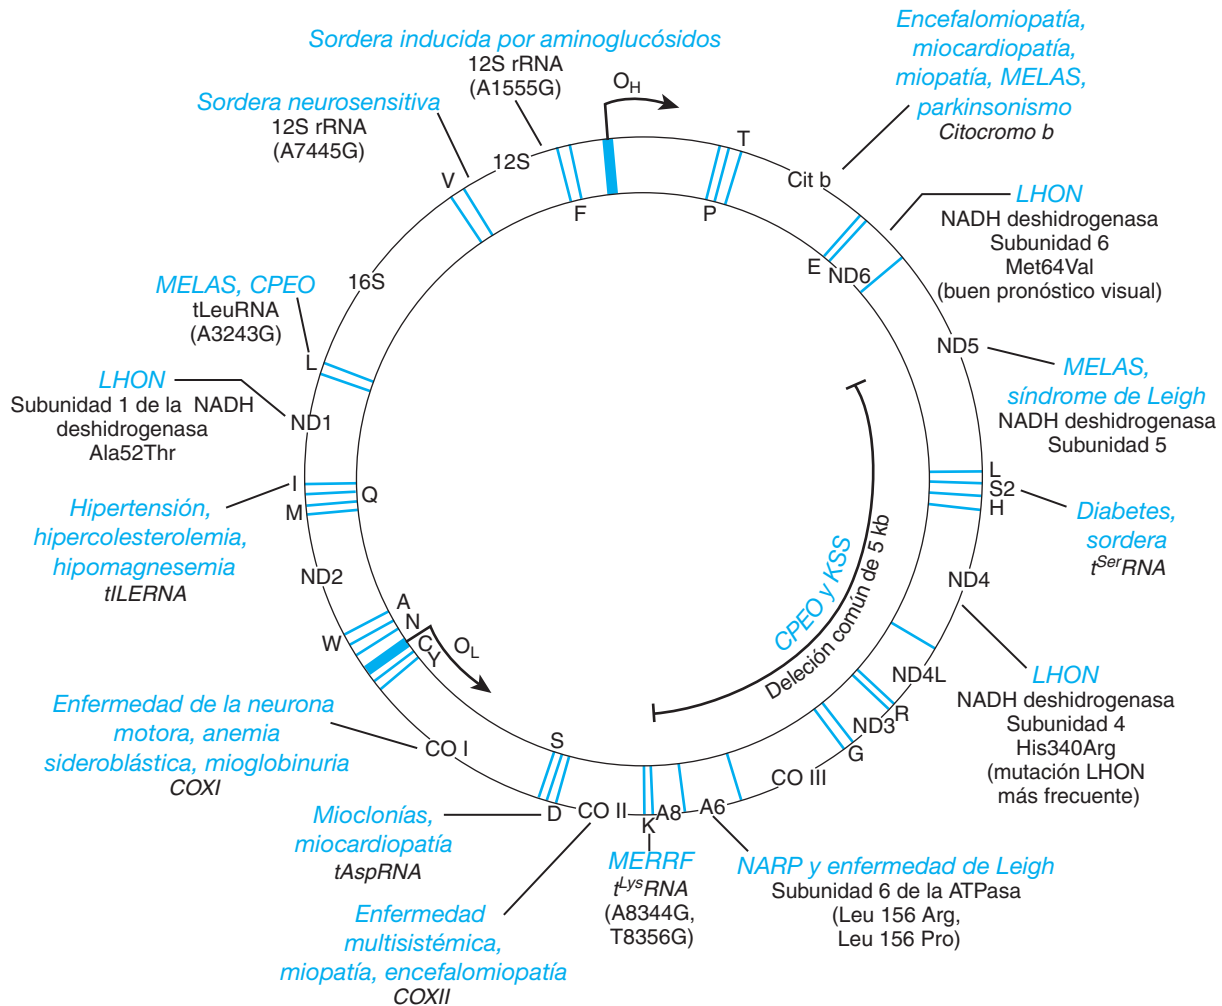 Sordera inducida por aminoglucósidos
12S rRNA
(A1555G)
Sordera neurosensitiva
12S rRNA
(A7445G)
O_H
Encefalomiopatía,
miocardiopatía,
miopatía, MELAS,
parkinsonismo
Citocromo b
T
V
12S
Cit b
F
P
LHON
NADH deshidrogenasa
Subunidad 6
Met64Val
(buen pronóstico visual)
E
ND6
MELAS, CPEO
tLeuRNA
(A3243G)
16S
L
ND5
MELAS,
síndrome de Leigh
NADH deshidrogenasa
Subunidad 5
LHON
Subunidad 1 de la NADH
deshidrogenasa
Ala52Thr
ND1
I
Q
M
L
S2
H
Hipertensión,
hipercolesterolemia,
hipomagnesemia
tILERNA
Diabetes,
sordera
t^Ser RNA
CPEO y KSS
Deleción común de 5 kb
ND2
ND4
A
N
W
C
Y
O_L
ND4L
LHON
NADH deshidrogenasa
Subunidad 4
His340Arg
(mutación LHON
más frecuente)
R
ND3
G
Enfermedad de la neurona
motora, anemia
sideroblástica, mioglobinuria
COXI
CO I
S
CO III
D
CO II
K
A8
A6
Mioclonías,
miocardiopatía
tAspRNA
MERRF
t^Lys RNA
(A8344G,
T8356G)
NARP y enfermedad de Leigh
Subunidad 6 de la ATPasa
(Leu 156 Arg,
Leu 156 Pro)
Enfermedad
multisistémica,
miopatía, encefalomiopatía
COXII